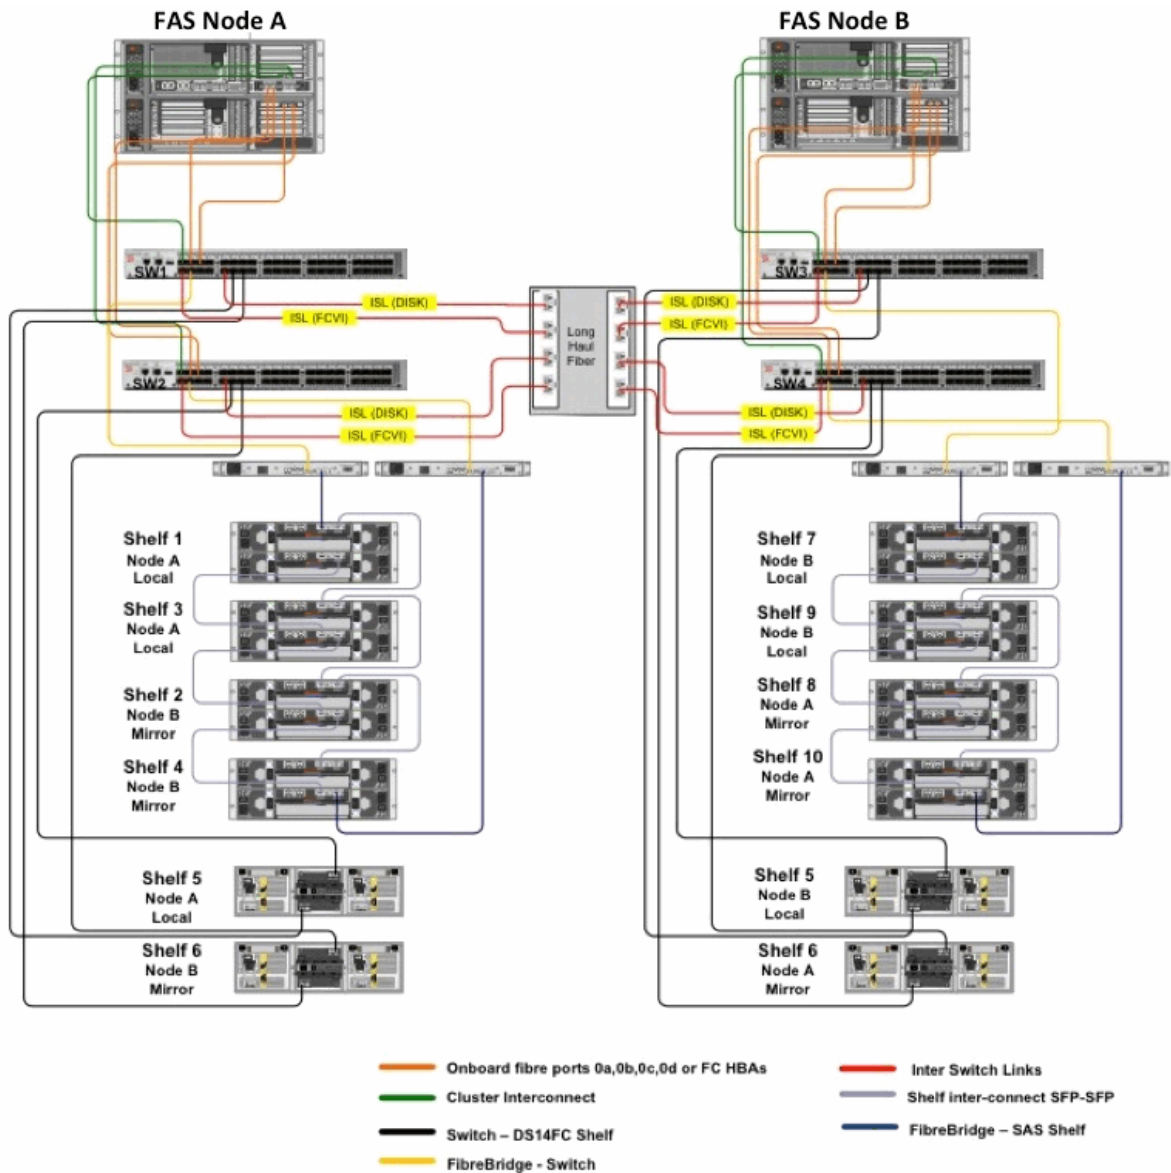 FAS Node A
FAS Node B
SW1
SW3
ISL (DISK)
ISL (FCVI)
Long
Haul
Fiber
ISL (DISK)
ISL (FCVI)
SW2
SW4
ISL (DISK)
ISL (FCVI)
ISL (DISK)
ISL (FCVI)
Shelf 1
Node A
Local
Shelf 3
Node A
Local
Shelf 2
Node B
Mirror
Shelf 4
Node B
Mirror
Shelf 5
Node A
Local
Shelf 6
Node B
Mirror
Shelf 7
Node B
Local
Shelf 9
Node B
Local
Shelf 8
Node A
Mirror
Shelf 10
Node A
Mirror
Shelf 5
Node B
Local
Shelf 6
Node A
Mirror
Onboard fibre ports 0a,0b,0c,0d or FC HBAs
Cluster Interconnect
Switch – DS14FC Shelf
FibreBridge - Switch
Inter Switch Links
Shelf inter-connect SFP-SFP
FibreBridge – SAS Shelf